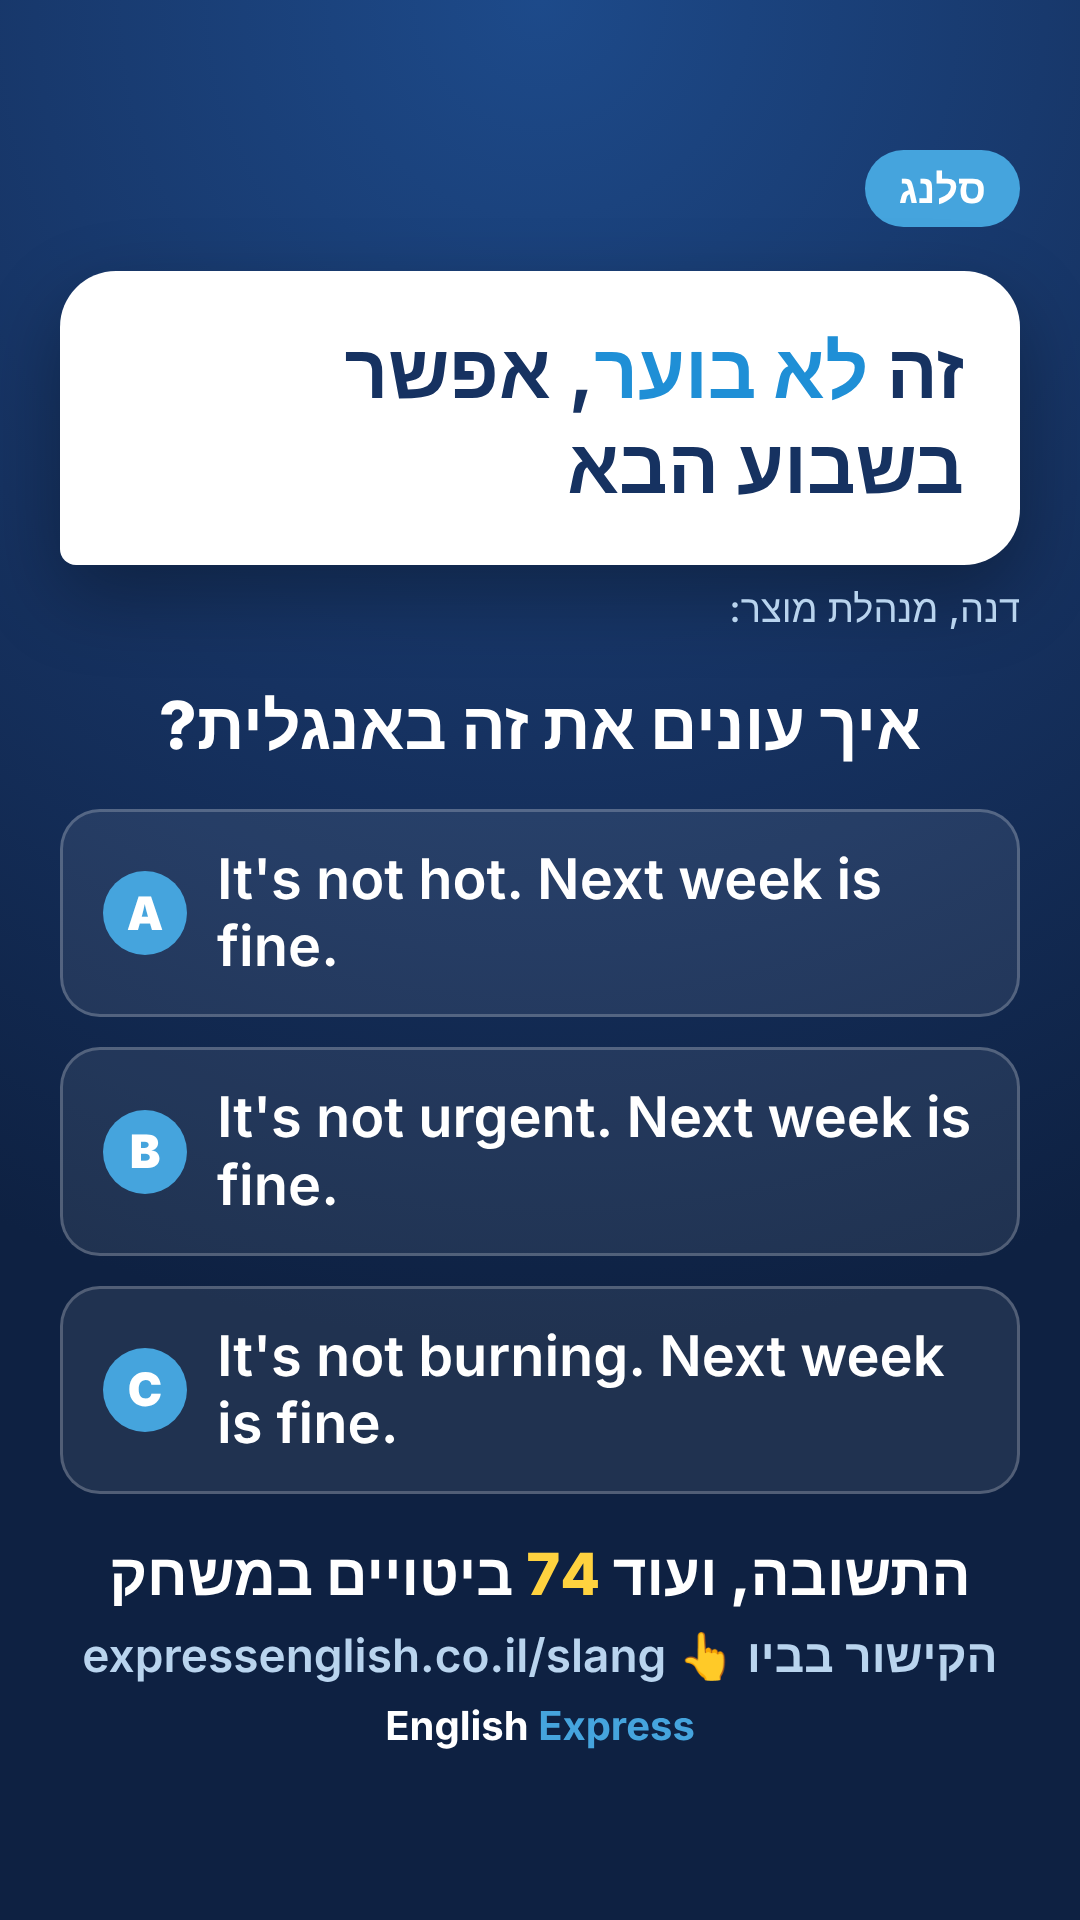 סלנג
זה לא בוער, אפשר
בשבוע הבא
דנה, מנהלת מוצר:
איך עונים את זה באנגלית?
A
It's not hot. Next week is
fine.
B
It's not urgent. Next week is
fine.
C
It's not burning. Next week
is fine.
התשובה, ועוד 74 ביטויים במשחק
הקישור בביו 👆 expressenglish.co.il/slang
English Express